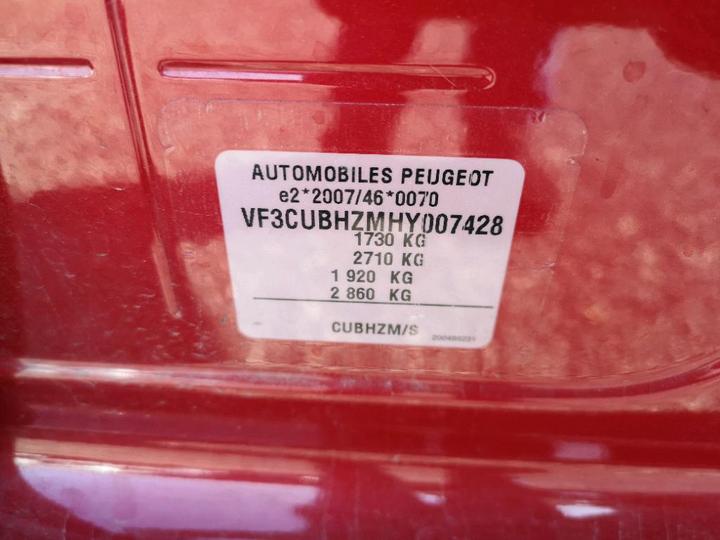 AUTOMOBILES PEUGEOT
e2*2007/46*0070
VF3CUBHZMHY007428
1730 KG
2710 KG
1 920 KG
2 860 KG
CUBHZM/S